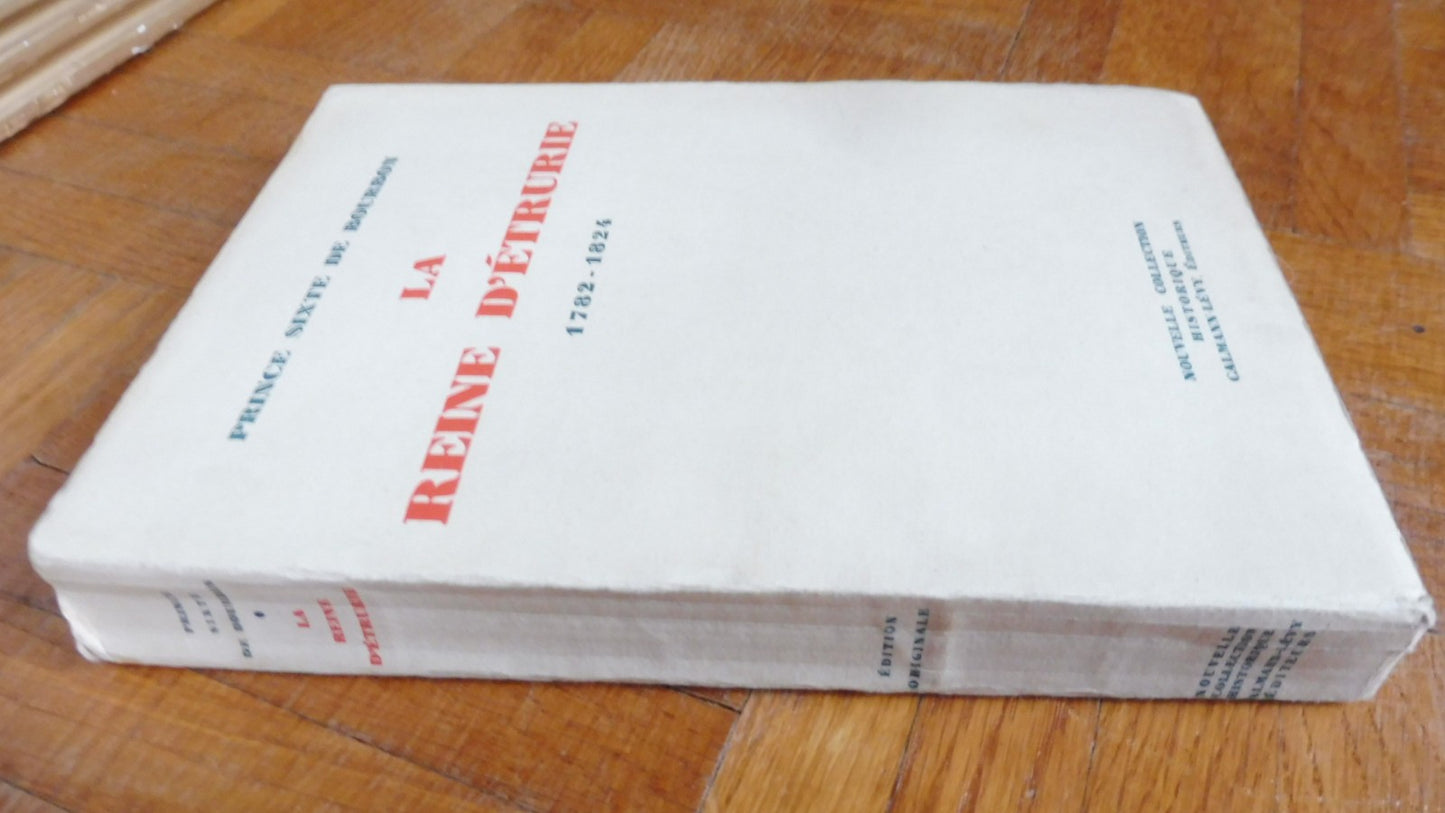 PRINCE SIXTE DE BOURBON
LA
REINE D'ÉTRURIE
1782-1824
NOUVELLE COLLECTION
HISTORIQUE
CALMANN-LÉVY ÉDITEURS
PRINCE
SIXTE
DE BOURBON
LA
REINE
D'ÉTRURIE
ÉDITION
ORIGINALE
NOUVELLE
COLLECTION
HISTORIQUE
CALMANN-LÉVY
ÉDITEURS